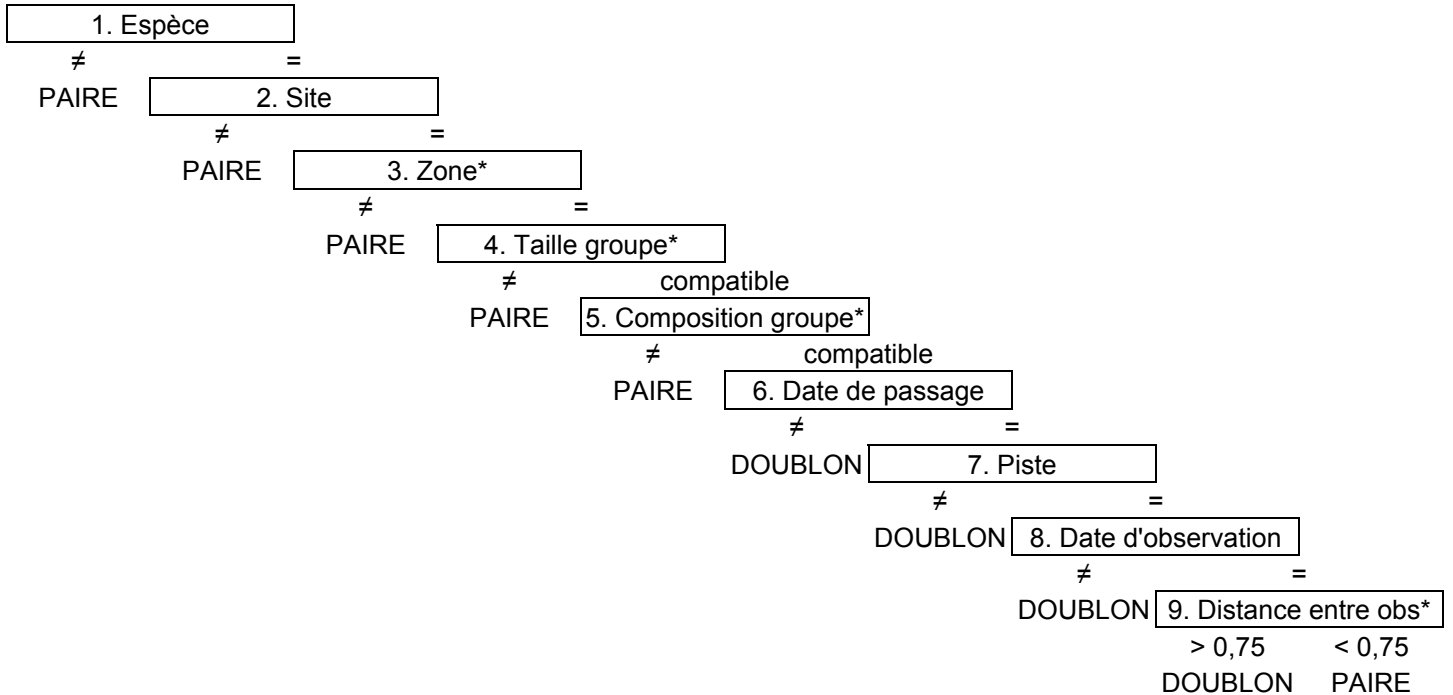 1. Espèce
≠ =
PAIRE 2. Site
≠ =
PAIRE 3. Zone*
≠ =
PAIRE 4. Taille groupe*
≠ compatible
PAIRE 5. Composition groupe*
≠ compatible
PAIRE 6. Date de passage
≠ =
DOUBLON 7. Piste
≠ =
DOUBLON 8. Date d'observation
≠ =
DOUBLON 9. Distance entre obs*
> 0,75 < 0,75
DOUBLON PAIRE